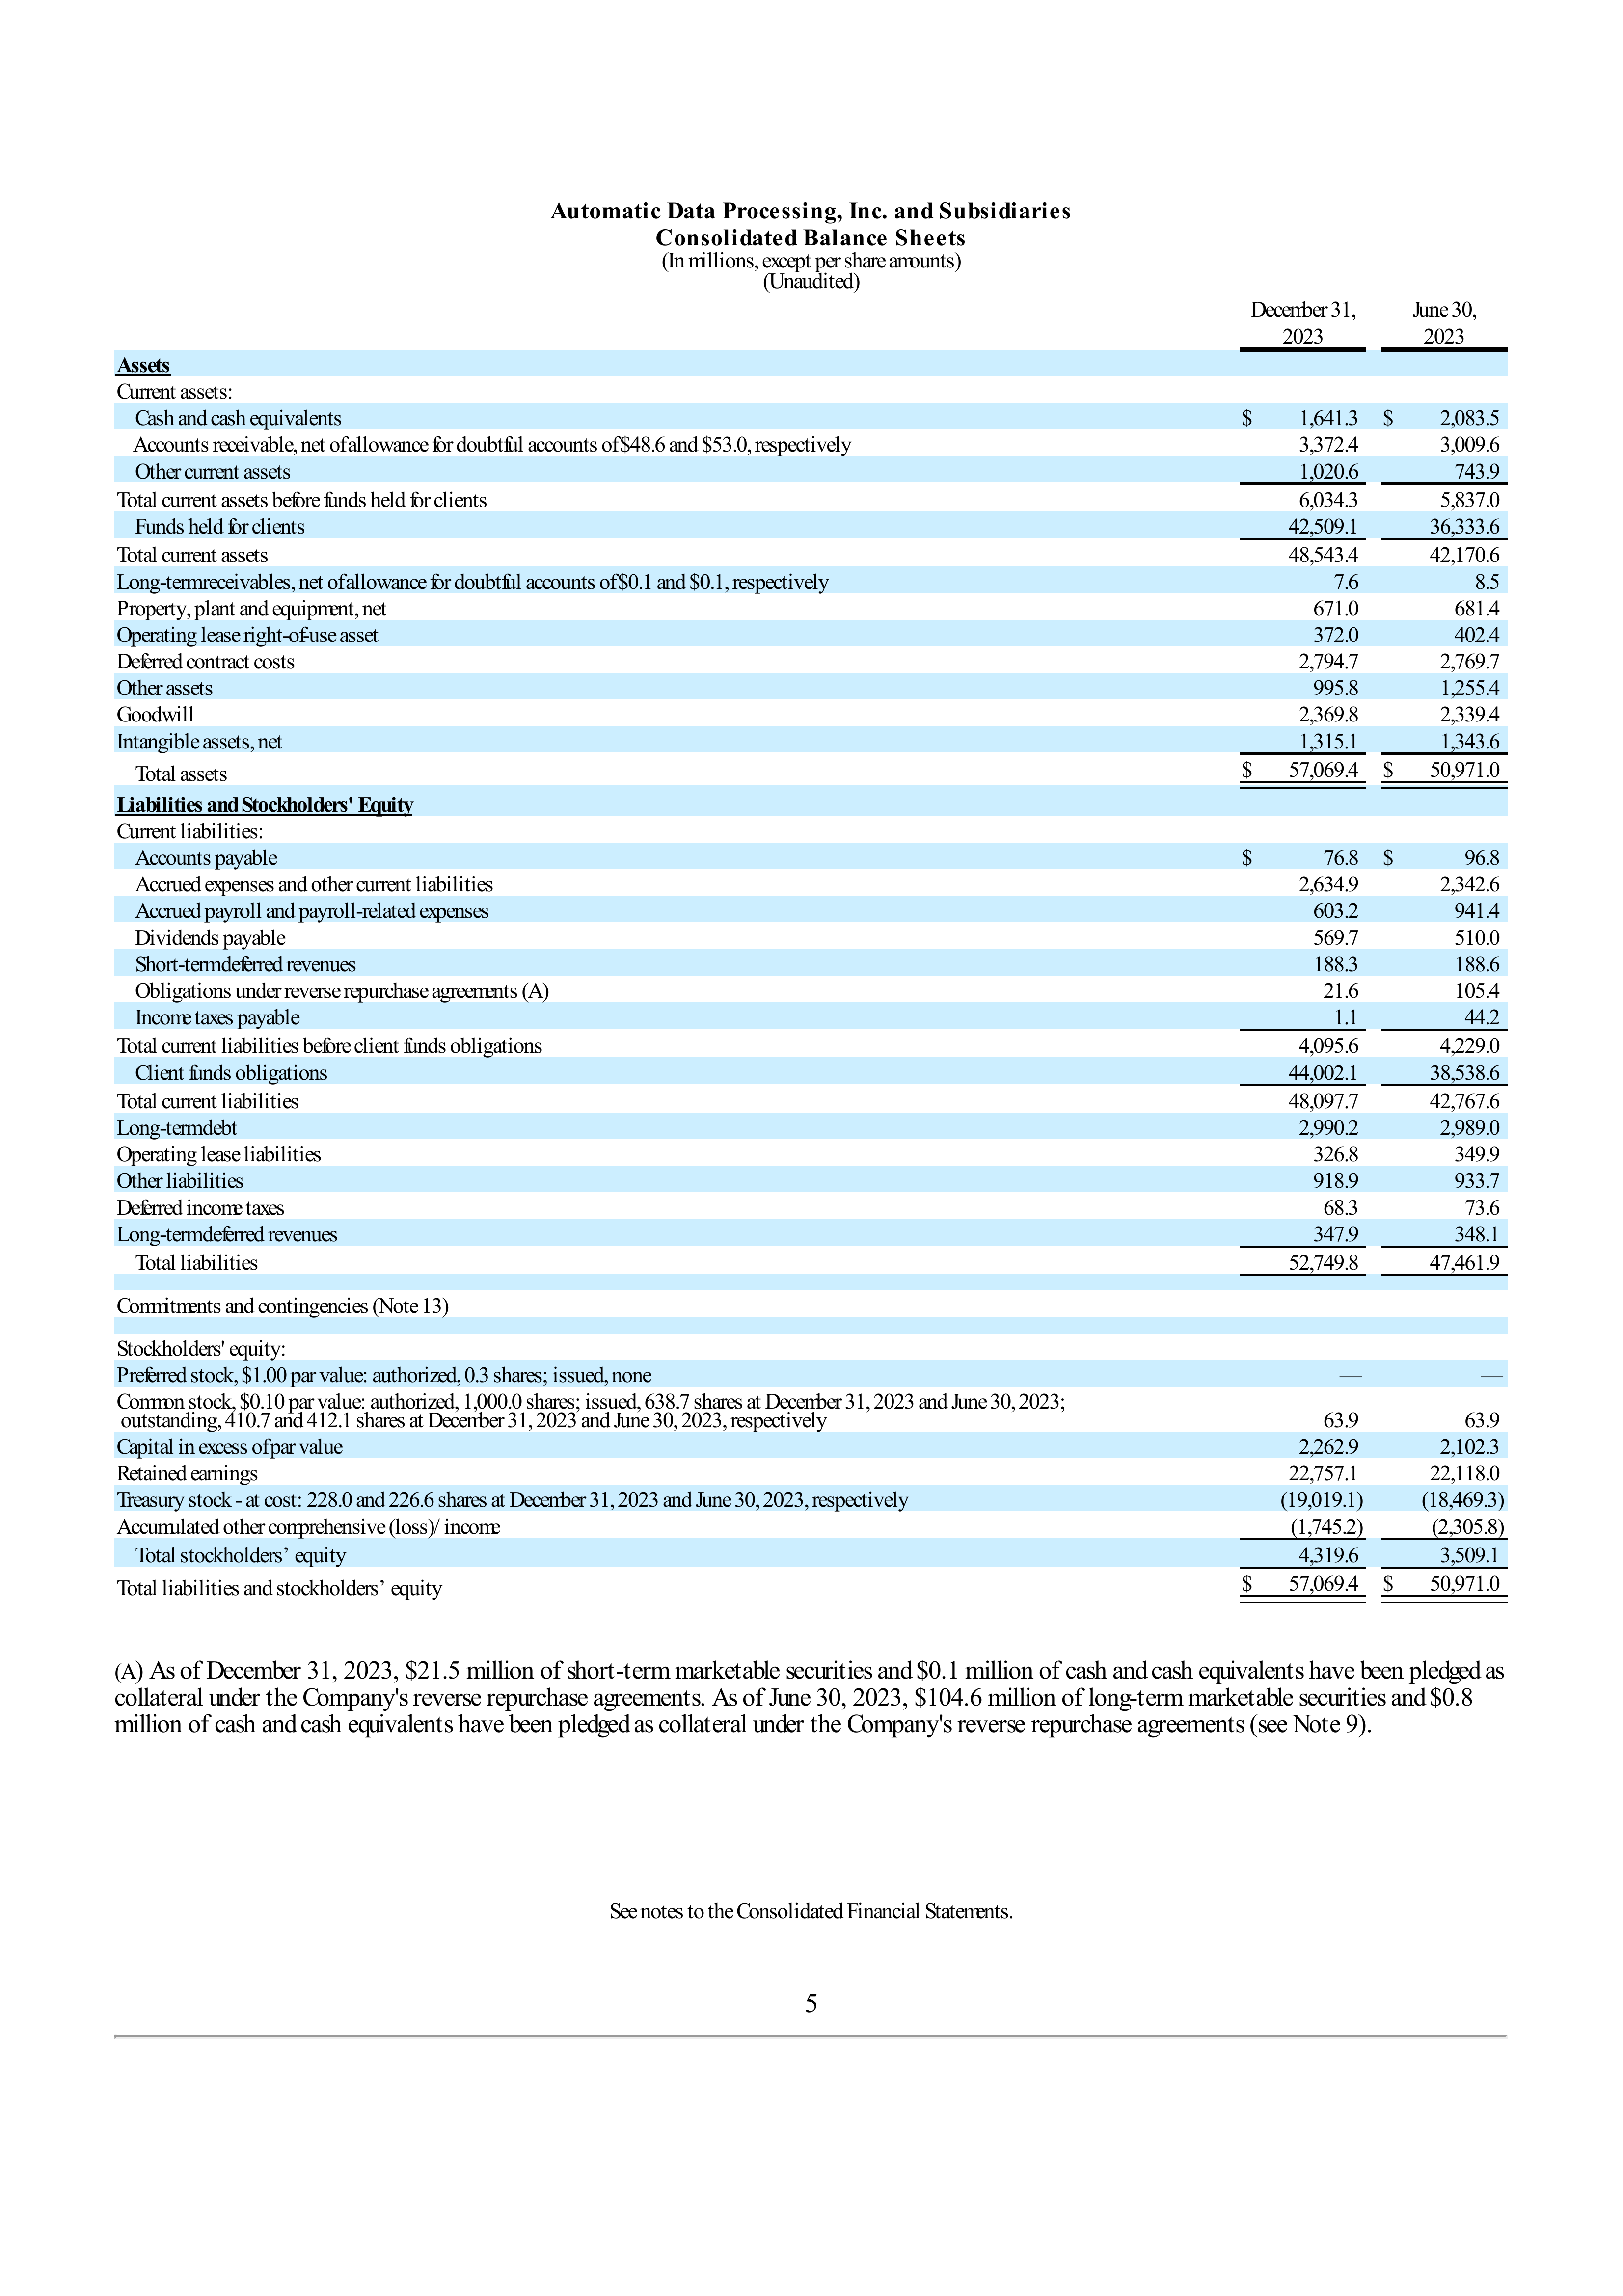 Automatic Data Processing, Inc. and Subsidiaries
Consolidated Balance Sheets
(In millions, except per share amounts)
(Unaudited)
December 31, June 30,
2023 2023
Assets
Current assets:
Cash and cash equivalents $ 1,641.3 $ 2,083.5
Accounts receivable, net of allowance for doubtful accounts of $48.6 and $53.0, respectively 3,372.4 3,009.6
Other current assets 1,020.6 743.9
Total current assets before funds held for clients 6,034.3 5,837.0
Funds held for clients 42,509.1 36,333.6
Total current assets 48,543.4 42,170.6
Long-term receivables, net of allowance for doubtful accounts of $0.1 and $0.1, respectively 7.6 8.5
Property, plant and equipment, net 671.0 681.4
Operating lease right-of-use asset 372.0 402.4
Deferred contract costs 2,794.7 2,769.7
Other assets 995.8 1,255.4
Goodwill 2,369.8 2,339.4
Intangible assets, net 1,315.1 1,343.6
Total assets $ 57,069.4 $ 50,971.0
Liabilities and Stockholders' Equity
Current liabilities:
Accounts payable $ 76.8 $ 96.8
Accrued expenses and other current liabilities 2,634.9 2,342.6
Accrued payroll and payroll-related expenses 603.2 941.4
Dividends payable 569.7 510.0
Short-term deferred revenues 188.3 188.6
Obligations under reverse repurchase agreements (A) 21.6 105.4
Income taxes payable 1.1 44.2
Total current liabilities before client funds obligations 4,095.6 4,229.0
Client funds obligations 44,002.1 38,538.6
Total current liabilities 48,097.7 42,767.6
Long-term debt 2,990.2 2,989.0
Operating lease liabilities 326.8 349.9
Other liabilities 918.9 933.7
Deferred income taxes 68.3 73.6
Long-term deferred revenues 347.9 348.1
Total liabilities 52,749.8 47,461.9
Commitments and contingencies (Note 13)
Stockholders' equity:
Preferred stock, $1.00 par value: authorized, 0.3 shares; issued, none — —
Common stock, $0.10 par value: authorized, 1,000.0 shares; issued, 638.7 shares at December 31, 2023 and June 30, 2023;
outstanding, 410.7 and 412.1 shares at December 31, 2023 and June 30, 2023, respectively 63.9 63.9
Capital in excess of par value 2,262.9 2,102.3
Retained earnings 22,757.1 22,118.0
Treasury stock - at cost: 228.0 and 226.6 shares at December 31, 2023 and June 30, 2023, respectively (19,019.1) (18,469.3)
Accumulated other comprehensive (loss)/ income (1,745.2) (2,305.8)
Total stockholders’ equity 4,319.6 3,509.1
Total liabilities and stockholders’ equity $ 57,069.4 $ 50,971.0
(A) As of December 31, 2023, $21.5 million of short-term marketable securities and $0.1 million of cash and cash equivalents have been pledged as
collateral under the Company's reverse repurchase agreements. As of June 30, 2023, $104.6 million of long-term marketable securities and $0.8
million of cash and cash equivalents have been pledged as collateral under the Company's reverse repurchase agreements (see Note 9).
See notes to the Consolidated Financial Statements.
5